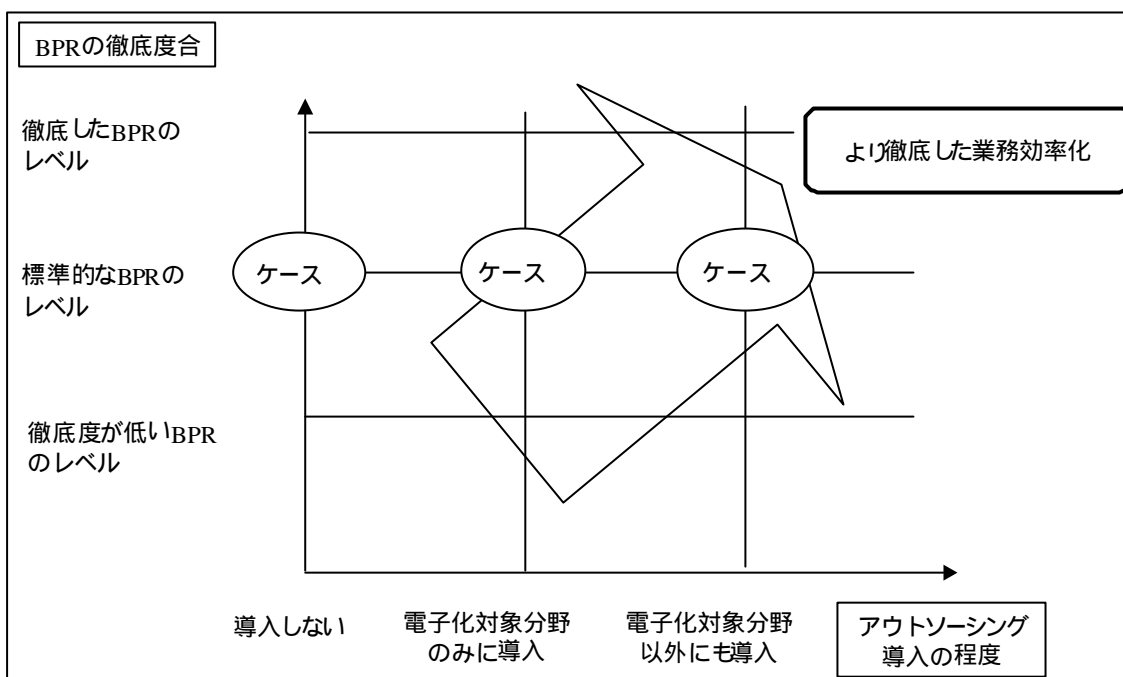 BPRの徹底度合
徹底したBPRの
レベル
より徹底した業務効率化
標準的なBPRの
レベル
ケース
ケース
ケース
徹底度が低いBPR
のレベル
導入しない
電子化対象分野
のみに導入
電子化対象分野
以外にも導入
アウトソーシング
導入の程度